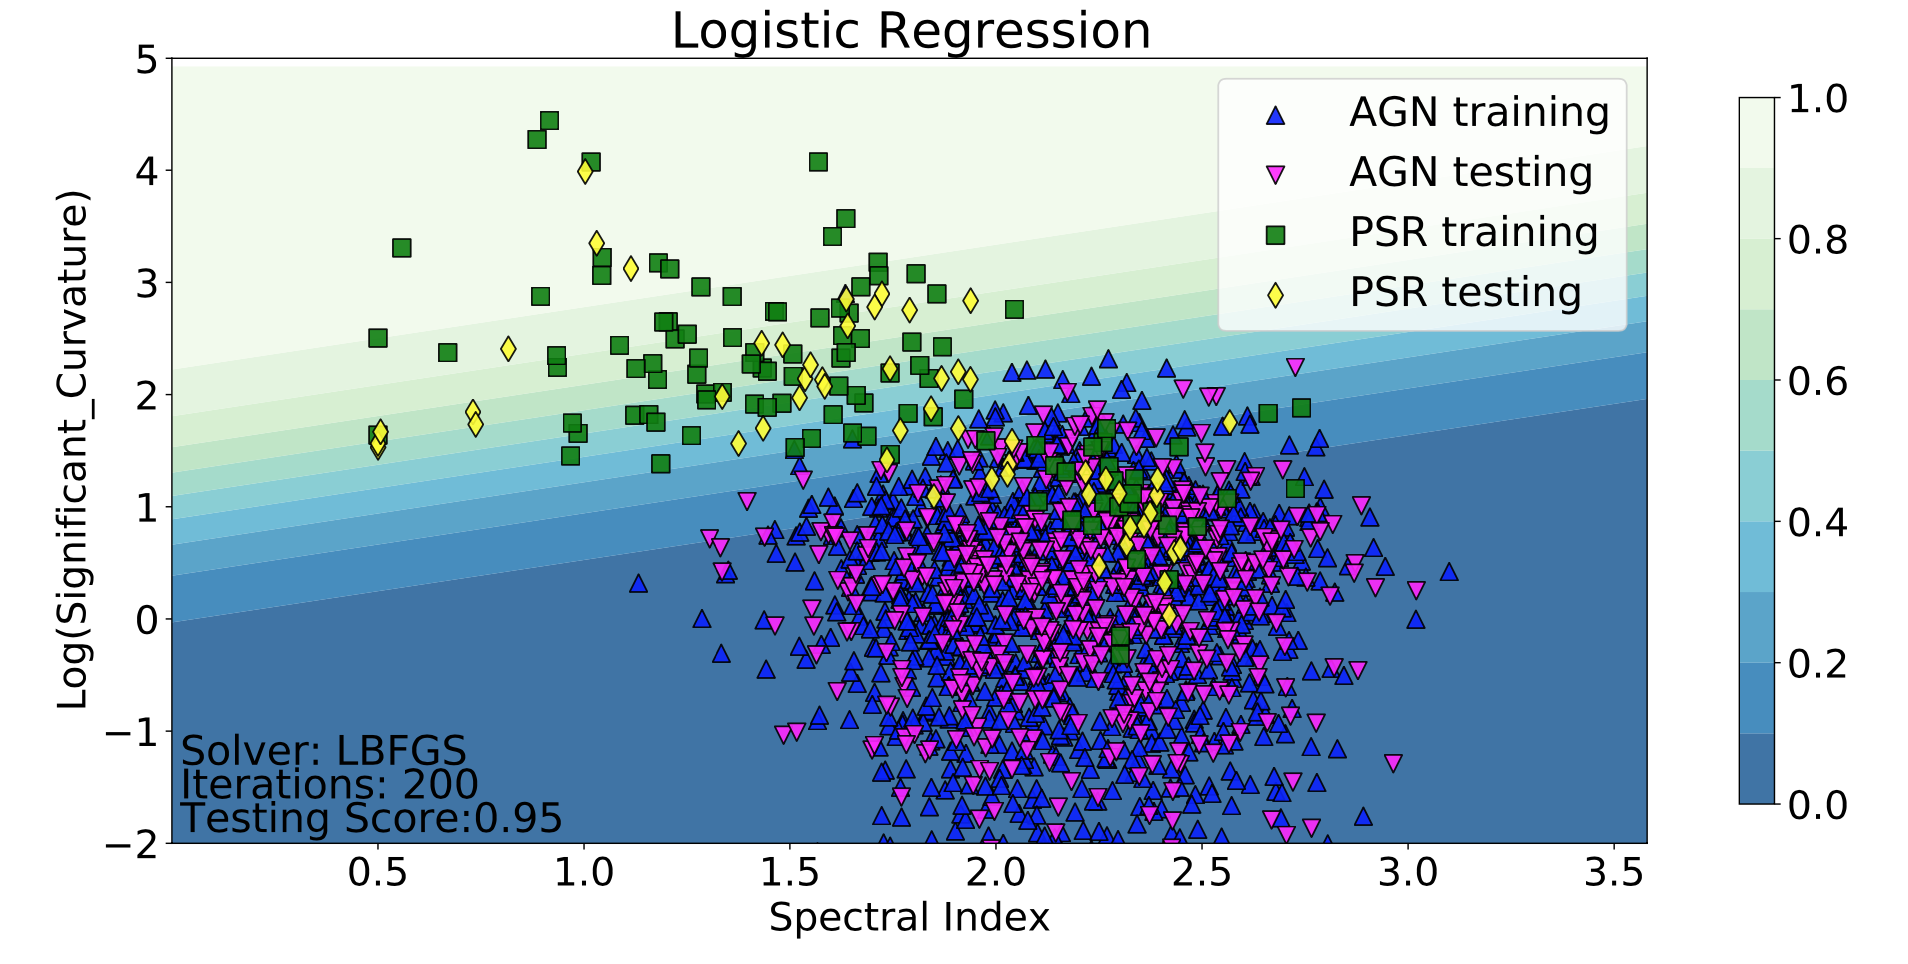 Logistic Regression
5
4
3
2
1
0
−1
−2
Log(Significant_Curvature)
AGN training
AGN testing
PSR training
PSR testing
Solver: LBFGS
Iterations: 200
Testing Score:0.95
0.5 1.0 1.5 2.0 2.5 3.0 3.5
Spectral Index
1.0
0.8
0.6
0.4
0.2
0.0